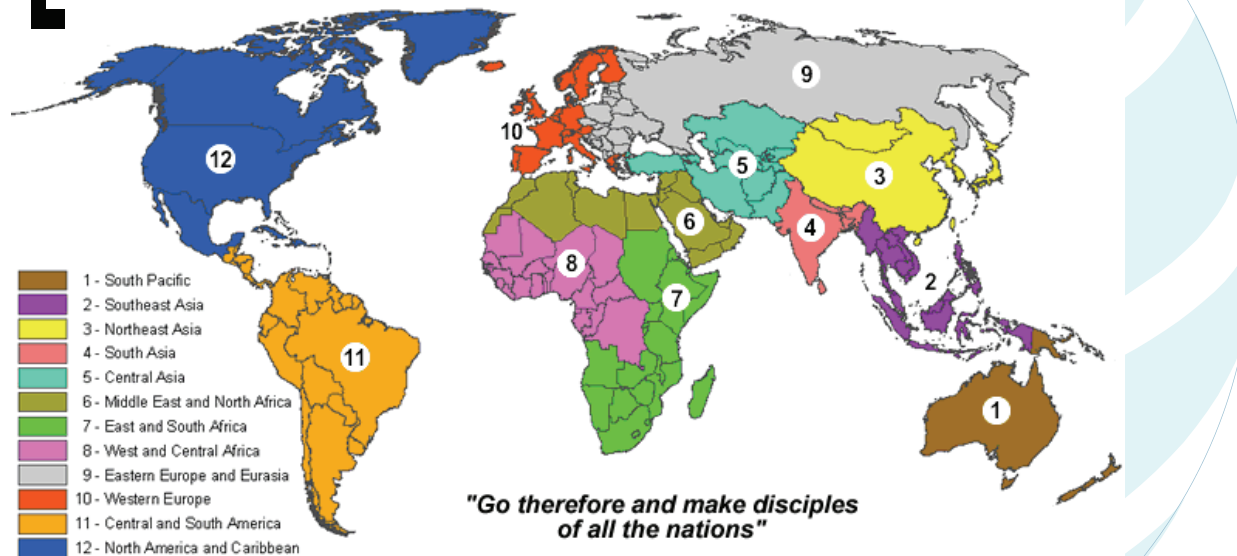 9
10
12
5
3
4
6
8
2
7
11
1
1 - South Pacific
2 - Southeast Asia
3 - Northeast Asia
4 - South Asia
5 - Central Asia
6 - Middle East and North Africa
7 - East and South Africa
8 - West and Central Africa
9 - Eastern Europe and Eurasia
10 - Western Europe
11 - Central and South America
12 - North America and Caribbean
"Go therefore and make disciples
of all the nations"